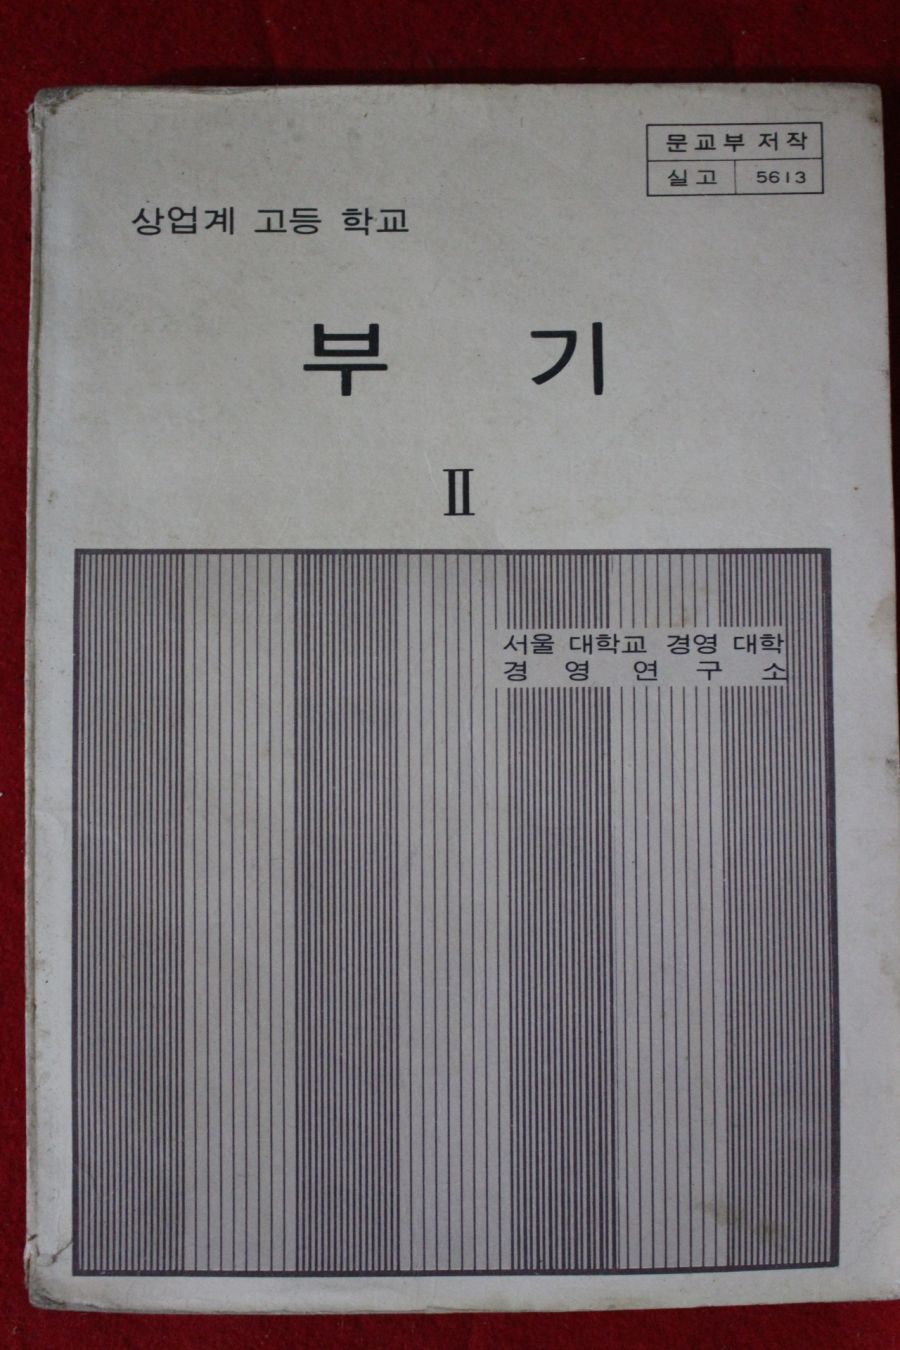 문교부 저작
실고 5613
상업계 고등 학교
부 기
Ⅱ
서울 대학교 경영 대학
경 영 연 구 소